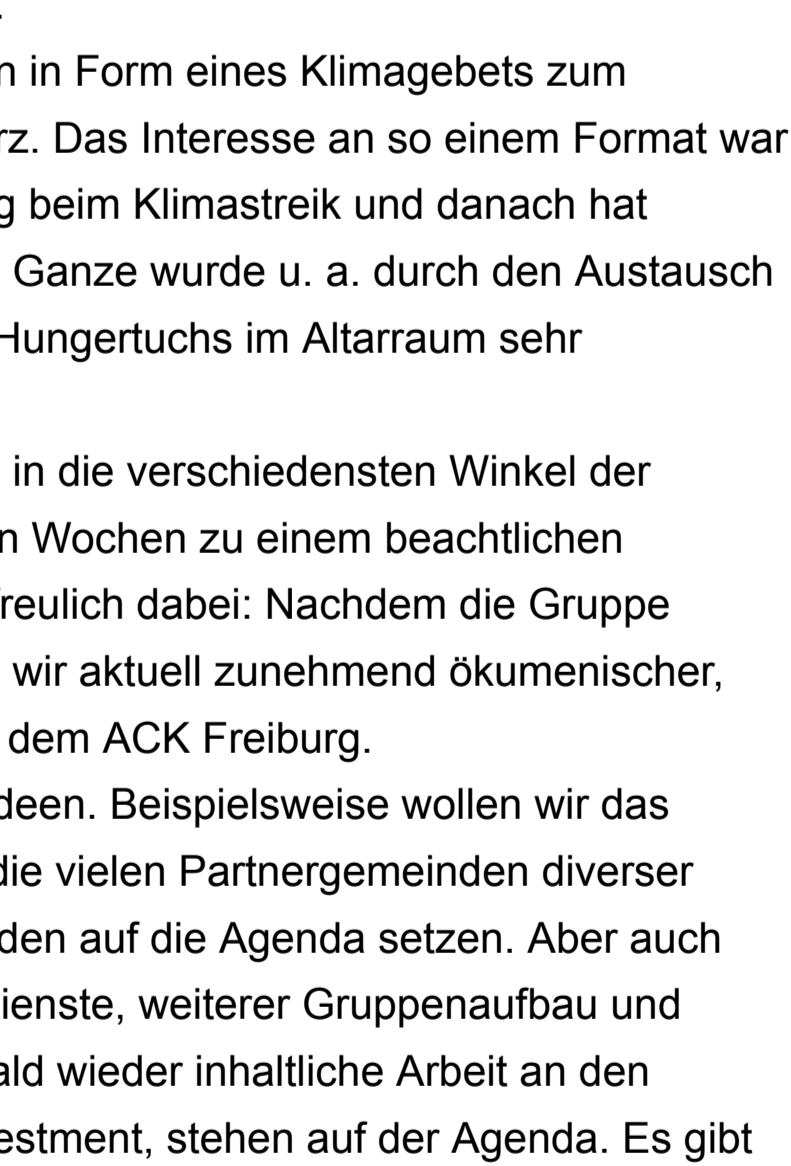 n in Form eines Klimagebets zum
rz. Das Interesse an so einem Format war
g beim Klimastreik und danach hat
Ganze wurde u. a. durch den Austausch
Hungertuchs im Altarraum sehr
in die verschiedensten Winkel der
n Wochen zu einem beachtlichen
freulich dabei: Nachdem die Gruppe
wir aktuell zunehmend ökumenischer,
dem ACK Freiburg.
deen. Beispielsweise wollen wir das
die vielen Partnergemeinden diverser
den auf die Agenda setzen. Aber auch
ienste, weiterer Gruppenaufbau und
ald wieder inhaltliche Arbeit an den
estment, stehen auf der Agenda. Es gibt